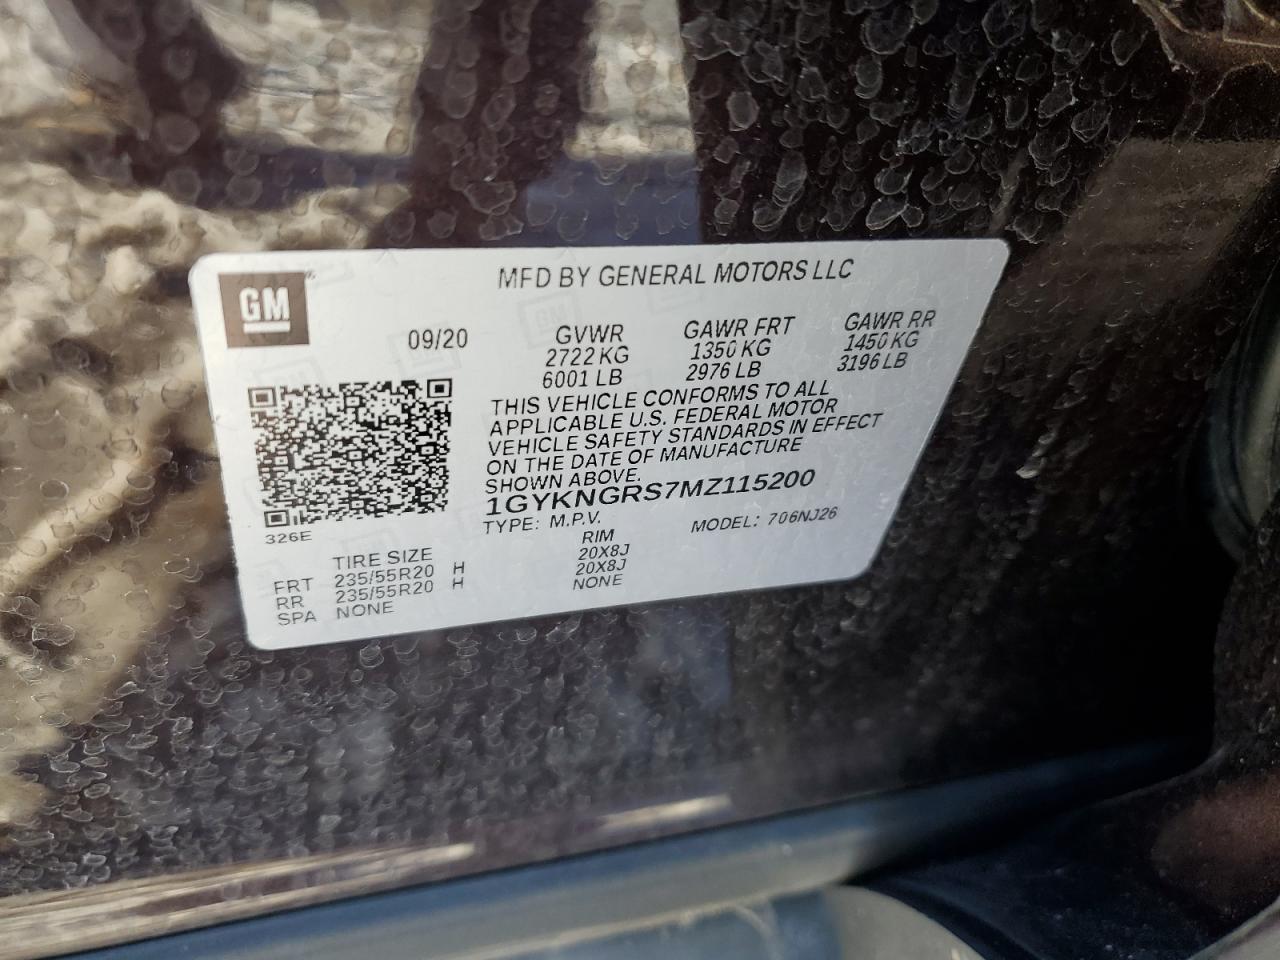 GM
MFD BY GENERAL MOTORS LLC
09/20
GVWR GAWR FRT GAWR RR
2722 KG 1350 KG 1450 KG
6001 LB 2976 LB 3196 LB
THIS VEHICLE CONFORMS TO ALL
APPLICABLE U.S. FEDERAL MOTOR
VEHICLE SAFETY STANDARDS IN EFFECT
ON THE DATE OF MANUFACTURE
SHOWN ABOVE.
1GYKNGRS7MZ115200
TYPE: M.P.V. MODEL: 706NJ26
326E
TIRE SIZE RIM
FRT 235/55R20 H 20X8J
RR 235/55R20 H 20X8J
SPA NONE NONE